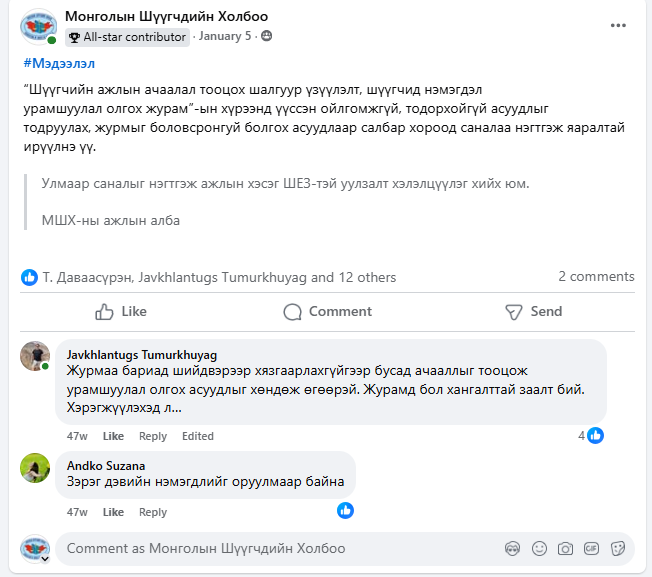 Монголын Шүүгчдийн Холбоо
All-star contributor · January 5 ·
#Мэдээлэл
“Шүүгчийн ажлын ачаалал тооцох шалгуур үзүүлэлт, шүүгчид нэмэгдэл
урамшуулал олгох журам”-ын хүрээнд үүссэн ойлгомжгүй, тодорхойгүй асуудлыг
тодруулах, журмыг боловсронгуй болгох асуудлаар салбар хороод саналаа нэгтгэж яаралтай
ирүүлнэ үү.
Улмаар саналыг нэгтгэж ажлын хэсэг ШЕЗ-тэй уулзалт хэлэлцүүлэг хийх юм.
МШХ-ны ажлын алба
Т. Даваасүрэн, Javkhlantugs Tumurkhuyag and 12 others 2 comments
Like Comment Send
Javkhlantugs Tumurkhuyag
Журмаа бариад шийдвэрээр хязгаарлахгүйгээр бусад ачааллыг тооцож
урамшуулал олгох асуудлыг хөндөж өгөөрэй. Журамд бол хангалттай заалт бий.
Хэрэгжүүлэхэд л...
47w Like Reply Edited 4
Andko Suzana
Зэрэг дэвийн нэмэгдлийг оруулмаар байна
47w Like Reply
Comment as Монголын Шүүгчдийн Холбоо GIF